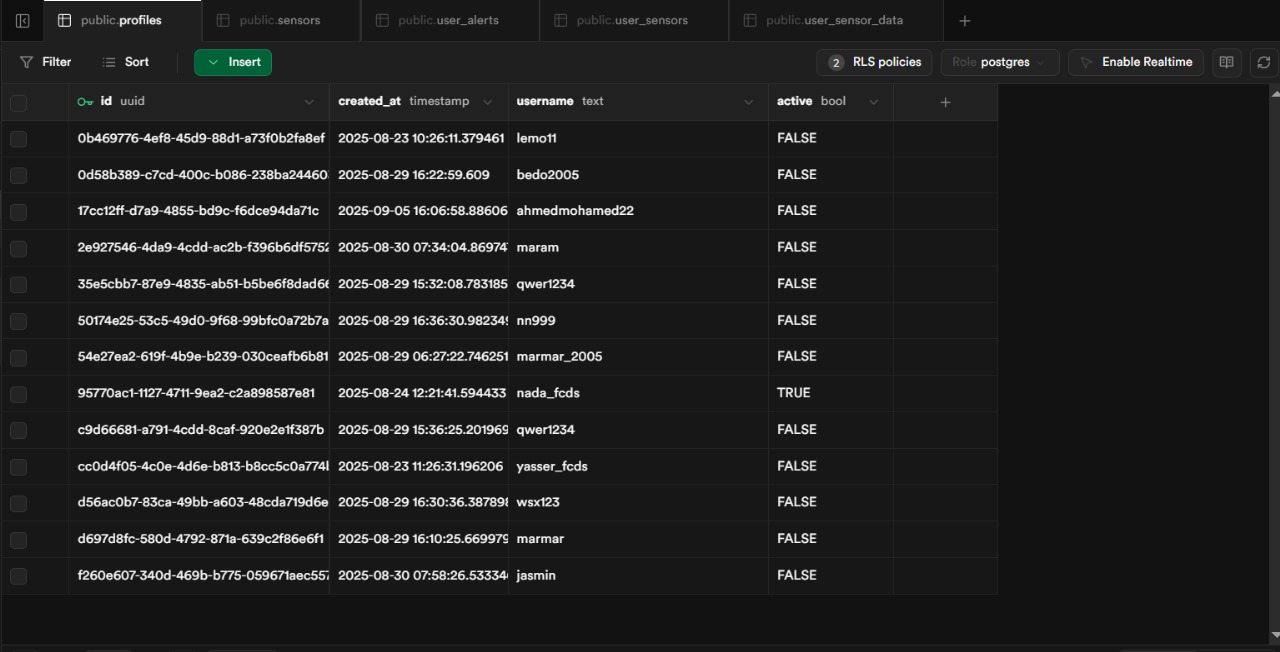 public.profiles public.sensors public.user_alerts public.user_sensors public.user_sensor_data
Filter Sort Insert 2 RLS policies Role postgres Enable Realtime
id uuid created_at timestamp username text active bool
0b469776-4ef8-45d9-88d1-a73f0b2fa8ef 2025-08-23 10:26:11.379461 lemo11 FALSE
0d58b389-c7cd-400c-b086-238ba24460 2025-08-29 16:22:59.609 bedo2005 FALSE
17cc12ff-d7a9-4855-bd9c-f6dce94da71c 2025-09-05 16:06:58.88606 ahmedmohamed22 FALSE
2e927546-4da9-4cdd-ac2b-f396b6df5752 2025-08-30 07:34:04.86974 maram FALSE
35e5cbb7-87e9-4835-ab51-b5be6f8dad6 2025-08-29 15:32:08.783185 qwer1234 FALSE
50174e25-53c5-49d0-9f68-99bfc0a72b7a 2025-08-29 16:36:30.982349 nn999 FALSE
54e27ea2-619f-4b9e-b239-030ceafb6b81 2025-08-29 06:27:22.746251 marmar_2005 FALSE
95770ac1-1127-4711-9ea2-c2a898587e81 2025-08-24 12:21:41.594433 nada_fcds TRUE
c9d66681-a791-4cdd-8caf-920e2e1f387b 2025-08-29 15:36:25.201969 qwer1234 FALSE
cc0d4f05-4c0e-4d6e-b813-b8cc5c0a774 2025-08-23 11:26:31.196206 yasser_fcds FALSE
d56ac0b7-83ca-49bb-a603-48cda719d6e 2025-08-29 16:30:36.387898 wsx123 FALSE
d697d8fc-580d-4792-871a-639c2f86e6f1 2025-08-29 16:10:25.669979 marmar FALSE
f260e607-340d-469b-b775-059671aec557 2025-08-30 07:58:26.53334 jasmin FALSE